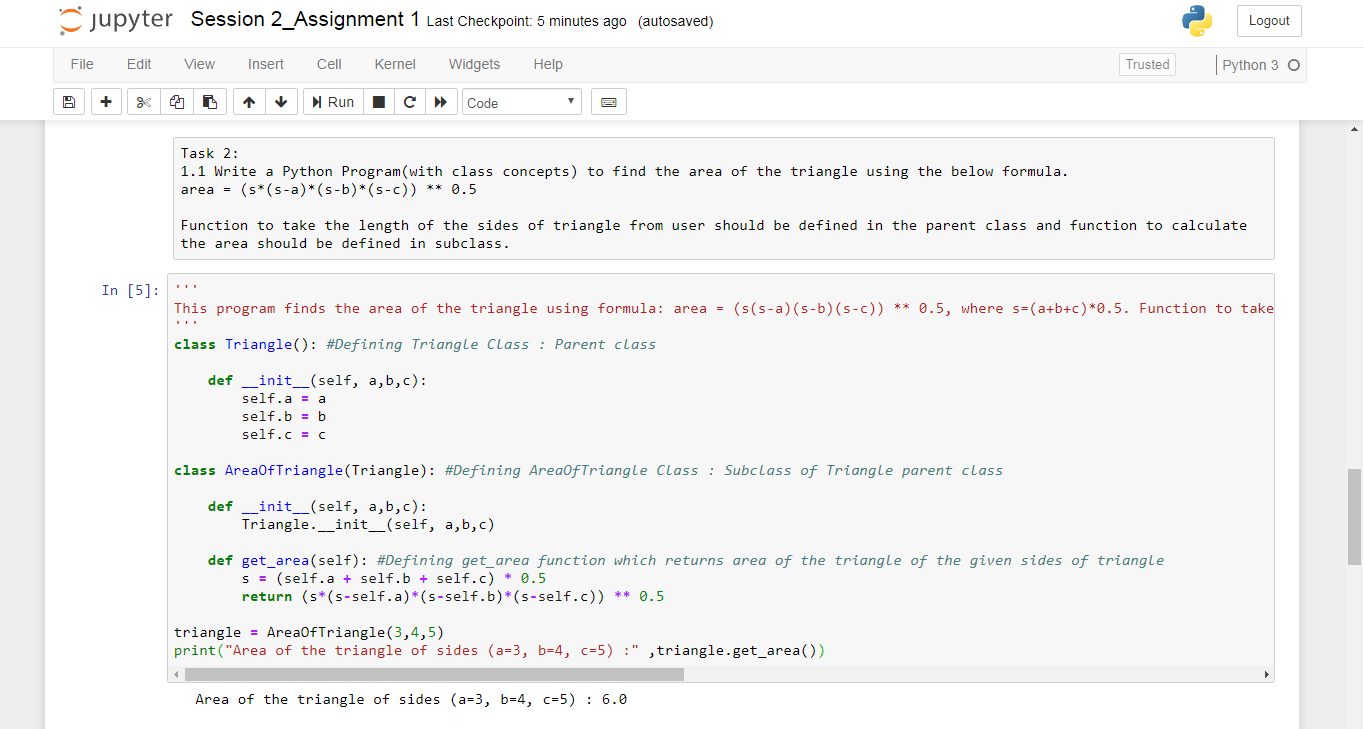 jupyter Session 2_Assignment 1 Last Checkpoint: 5 minutes ago (autosaved) Logout
File Edit View Insert Cell Kernel Widgets Help Trusted Python 3
Run Code
Task 2:
1.1 Write a Python Program(with class concepts) to find the area of the triangle using the below formula.
area = (s*(s-a)*(s-b)*(s-c)) ** 0.5
Function to take the length of the sides of triangle from user should be defined in the parent class and function to calculate
the area should be defined in subclass.
In [5]: '''
This program finds the area of the triangle using formula: area = (s(s-a)(s-b)(s-c)) ** 0.5, where s=(a+b+c)*0.5. Function to take
'''
class Triangle(): #Defining Triangle Class : Parent class
    def __init__(self, a,b,c):
        self.a = a
        self.b = b
        self.c = c
class AreaOfTriangle(Triangle): #Defining AreaOfTriangle Class : Subclass of Triangle parent class
    def __init__(self, a,b,c):
        Triangle.__init__(self, a,b,c)
    def get_area(self): #Defining get_area function which returns area of the triangle of the given sides of triangle
        s = (self.a + self.b + self.c) * 0.5
        return (s*(s-self.a)*(s-self.b)*(s-self.c)) ** 0.5
triangle = AreaOfTriangle(3,4,5)
print("Area of the triangle of sides (a=3, b=4, c=5) :" ,triangle.get_area())
Area of the triangle of sides (a=3, b=4, c=5) : 6.0